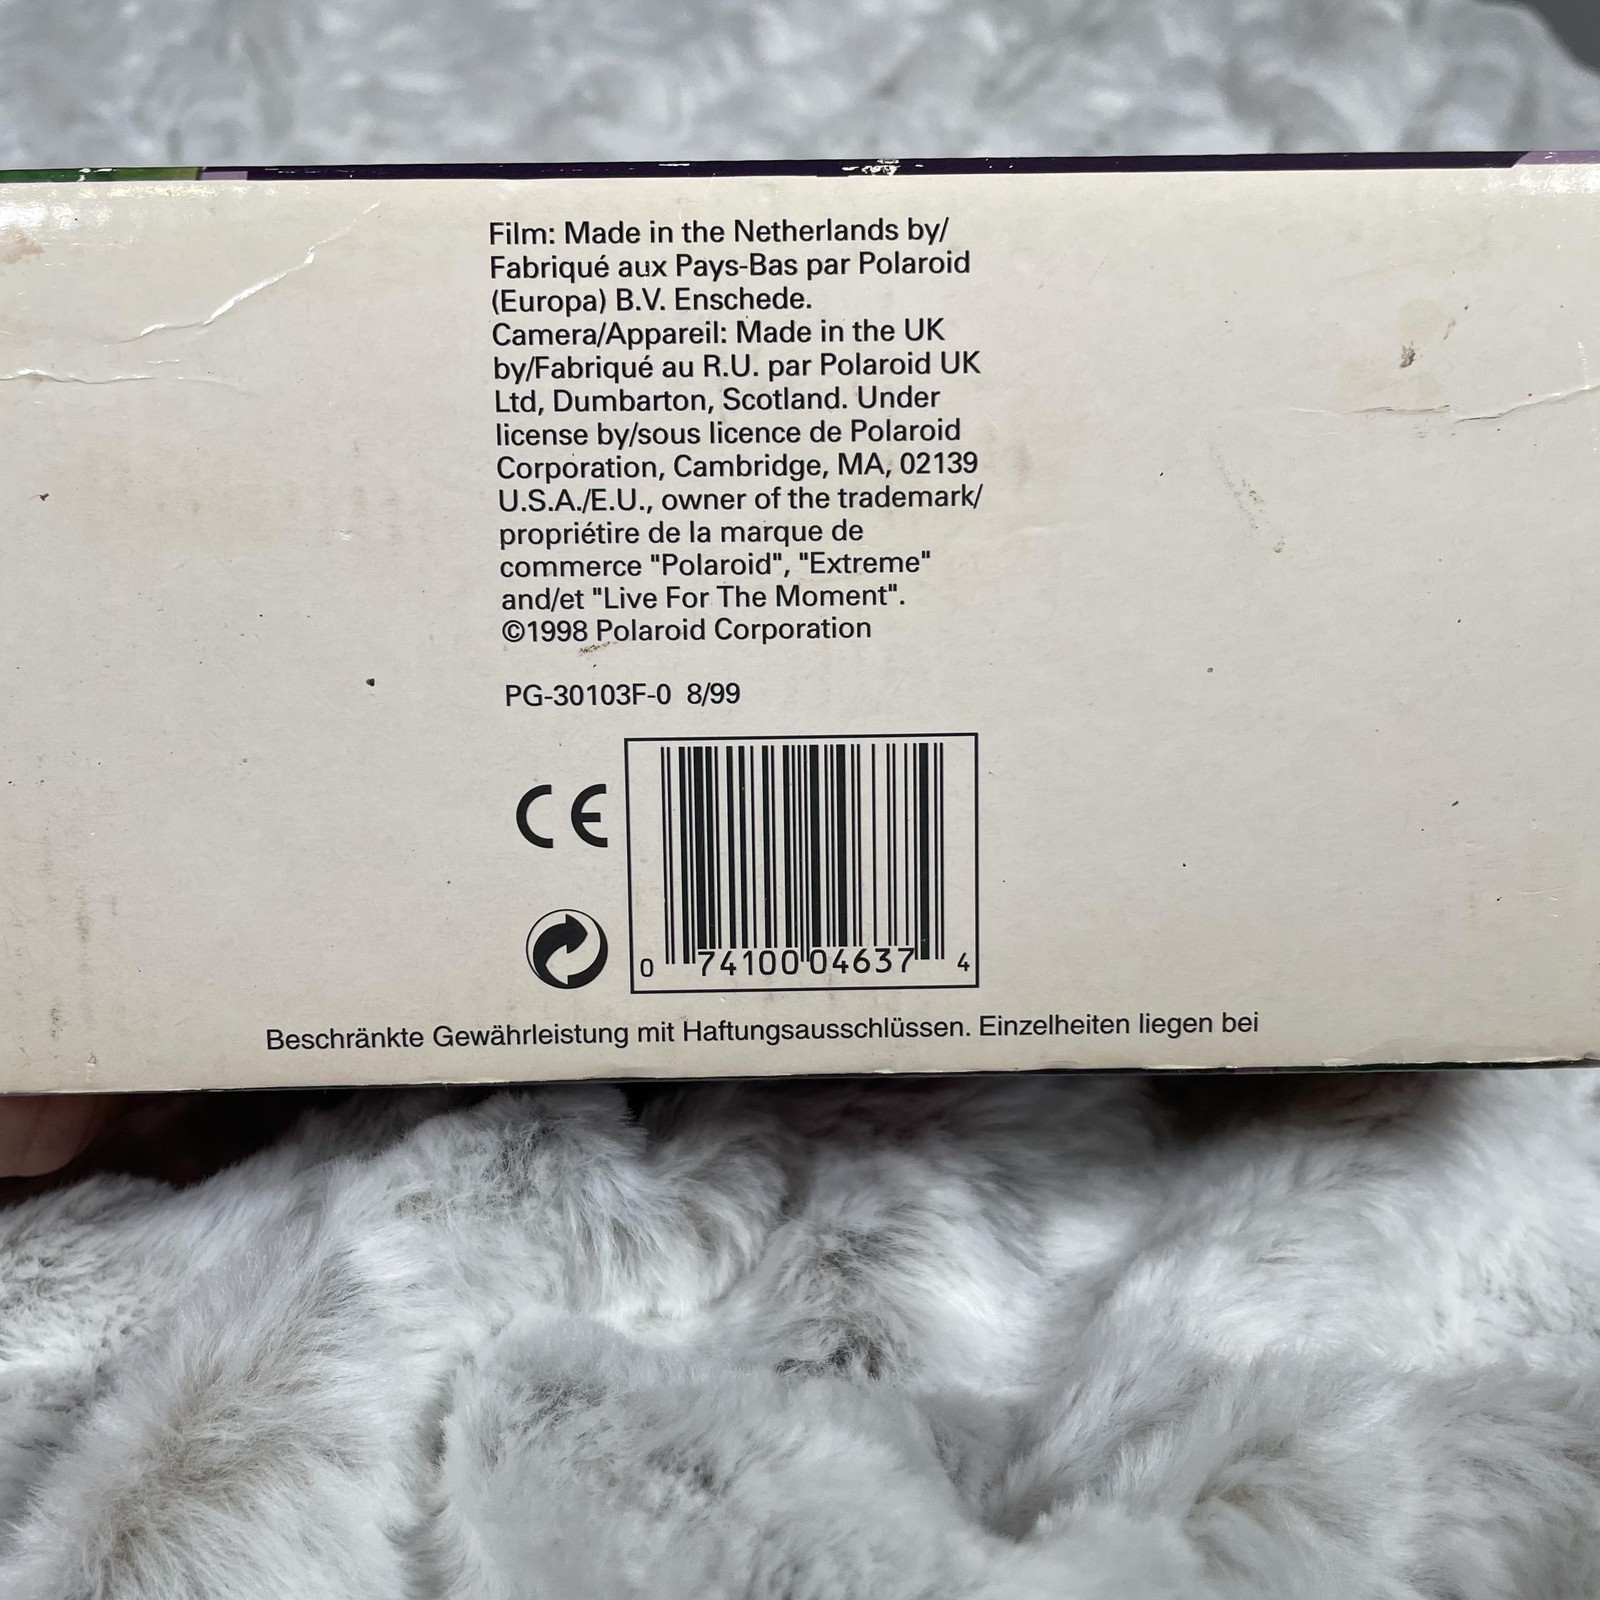 Film: Made in the Netherlands by/
Fabriqué aux Pays-Bas par Polaroid
(Europa) B.V. Enschede.
Camera/Appareil: Made in the UK
by/Fabriqué au R.U. par Polaroid UK
Ltd, Dumbarton, Scotland. Under
license by/sous licence de Polaroid
Corporation, Cambridge, MA, 02139
U.S.A./E.U., owner of the trademark/
propriétire de la marque de
commerce "Polaroid", "Extreme"
and/et "Live For The Moment".
©1998 Polaroid Corporation
PG-30103F-0 8/99
CE
0 74100 04637 4
Beschränkte Gewährleistung mit Haftungsausschlüssen. Einzelheiten liegen bei